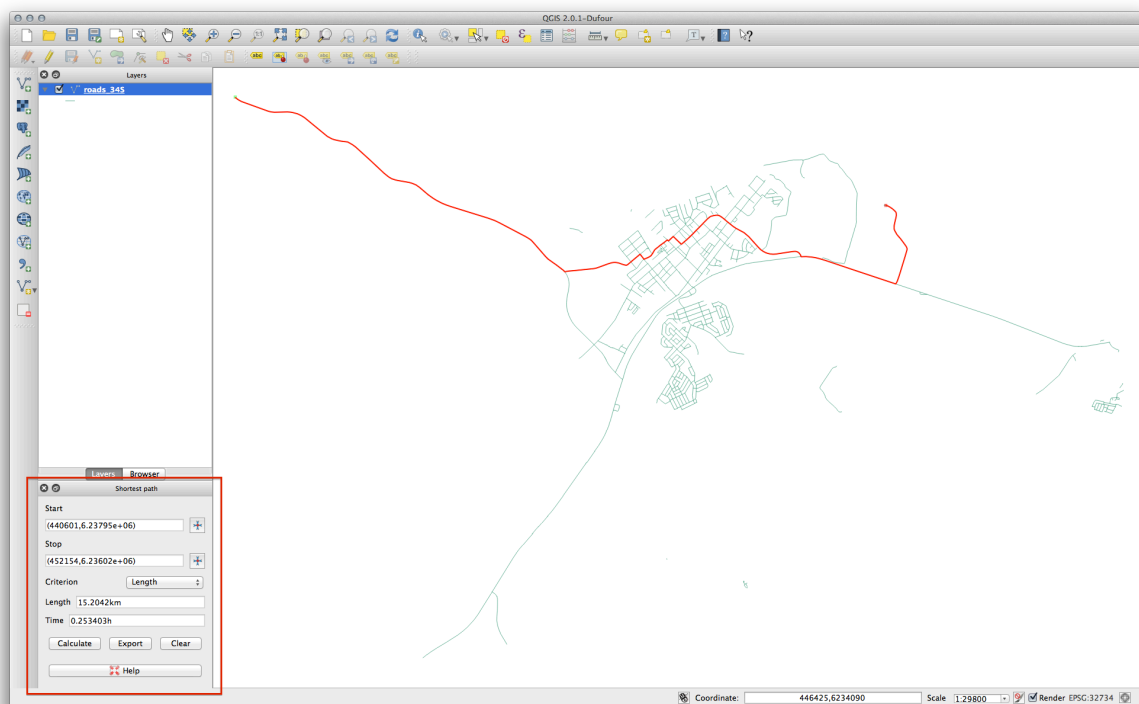 QGIS 2.0.1-Dufour
Layers
roads_34S
Layers Browser
Shortest path
Start
(440601,6.23795e+06)
Stop
(452154,6.23602e+06)
Criterion Length
Length 15.2042km
Time 0.253403h
Calculate Export Clear
Help
Coordinate: 446425,6234090 Scale 1:29800 Render EPSG:32734